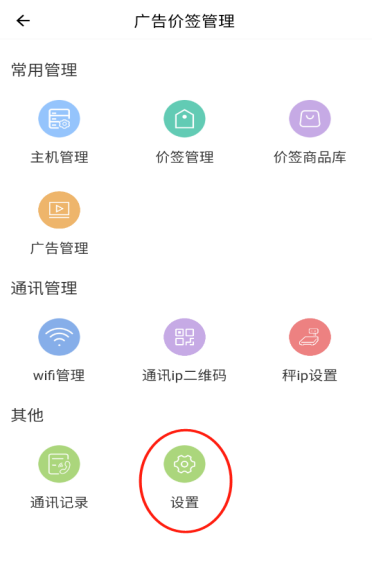 广告价签管理
常用管理
主机管理 价签管理 价签商品库
广告管理
通讯管理
wifi管理 通讯ip二维码 秤ip设置
其他
通讯记录 设置